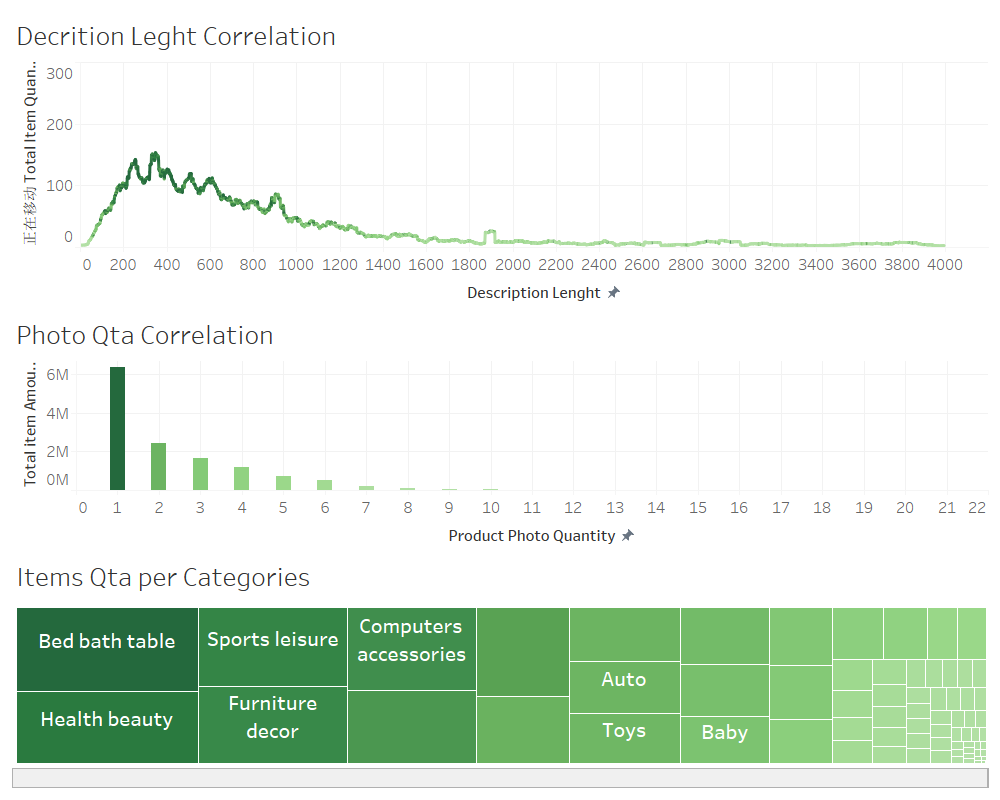 Decrition Leght Correlation
正在移动 Total Item Quan..
300
200
100
0
0 200 400 600 800 1000 1200 1400 1600 1800 2000 2200 2400 2600 2800 3000 3200 3400 3600 3800 4000
Description Lenght
Photo Qta Correlation
Total item Amou..
6M
4M
2M
0M
0 1 2 3 4 5 6 7 8 9 10 11 12 13 14 15 16 17 18 19 20 21 22
Product Photo Quantity
Items Qta per Categories
Bed bath table
Health beauty
Sports leisure
Furniture
decor
Computers
accessories
Auto
Toys
Baby